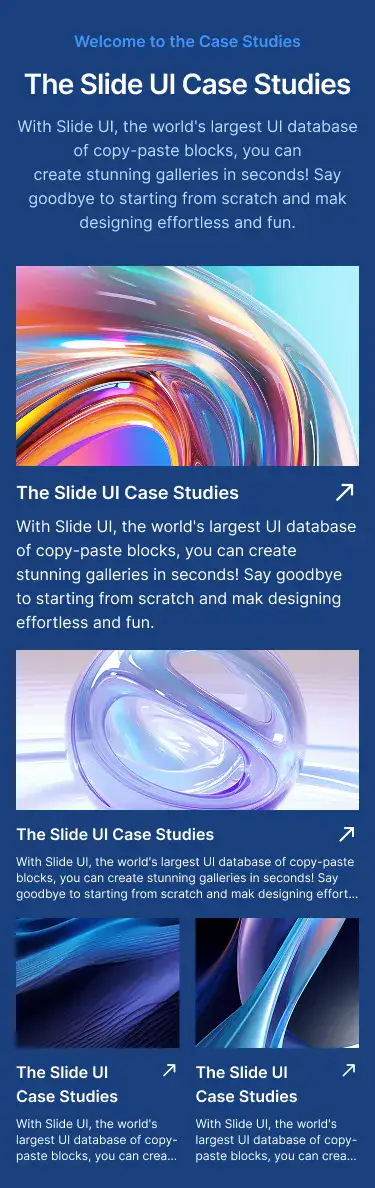 Welcome to the Case Studies
The Slide UI Case Studies
With Slide UI, the world's largest UI database
of copy-paste blocks, you can
create stunning galleries in seconds! Say
goodbye to starting from scratch and mak
designing effortless and fun.
The Slide UI Case Studies
With Slide UI, the world's largest UI database
of copy-paste blocks, you can create
stunning galleries in seconds! Say goodbye
to starting from scratch and mak designing
effortless and fun.
The Slide UI Case Studies
With Slide UI, the world's largest UI database of copy-paste
blocks, you can create stunning galleries in seconds! Say
goodbye to starting from scratch and mak designing effort...
The Slide UI
Case Studies
With Slide UI, the world's
largest UI database of copy-
paste blocks, you can crea...
The Slide UI
Case Studies
With Slide UI, the world's
largest UI database of copy-
paste blocks, you can crea...